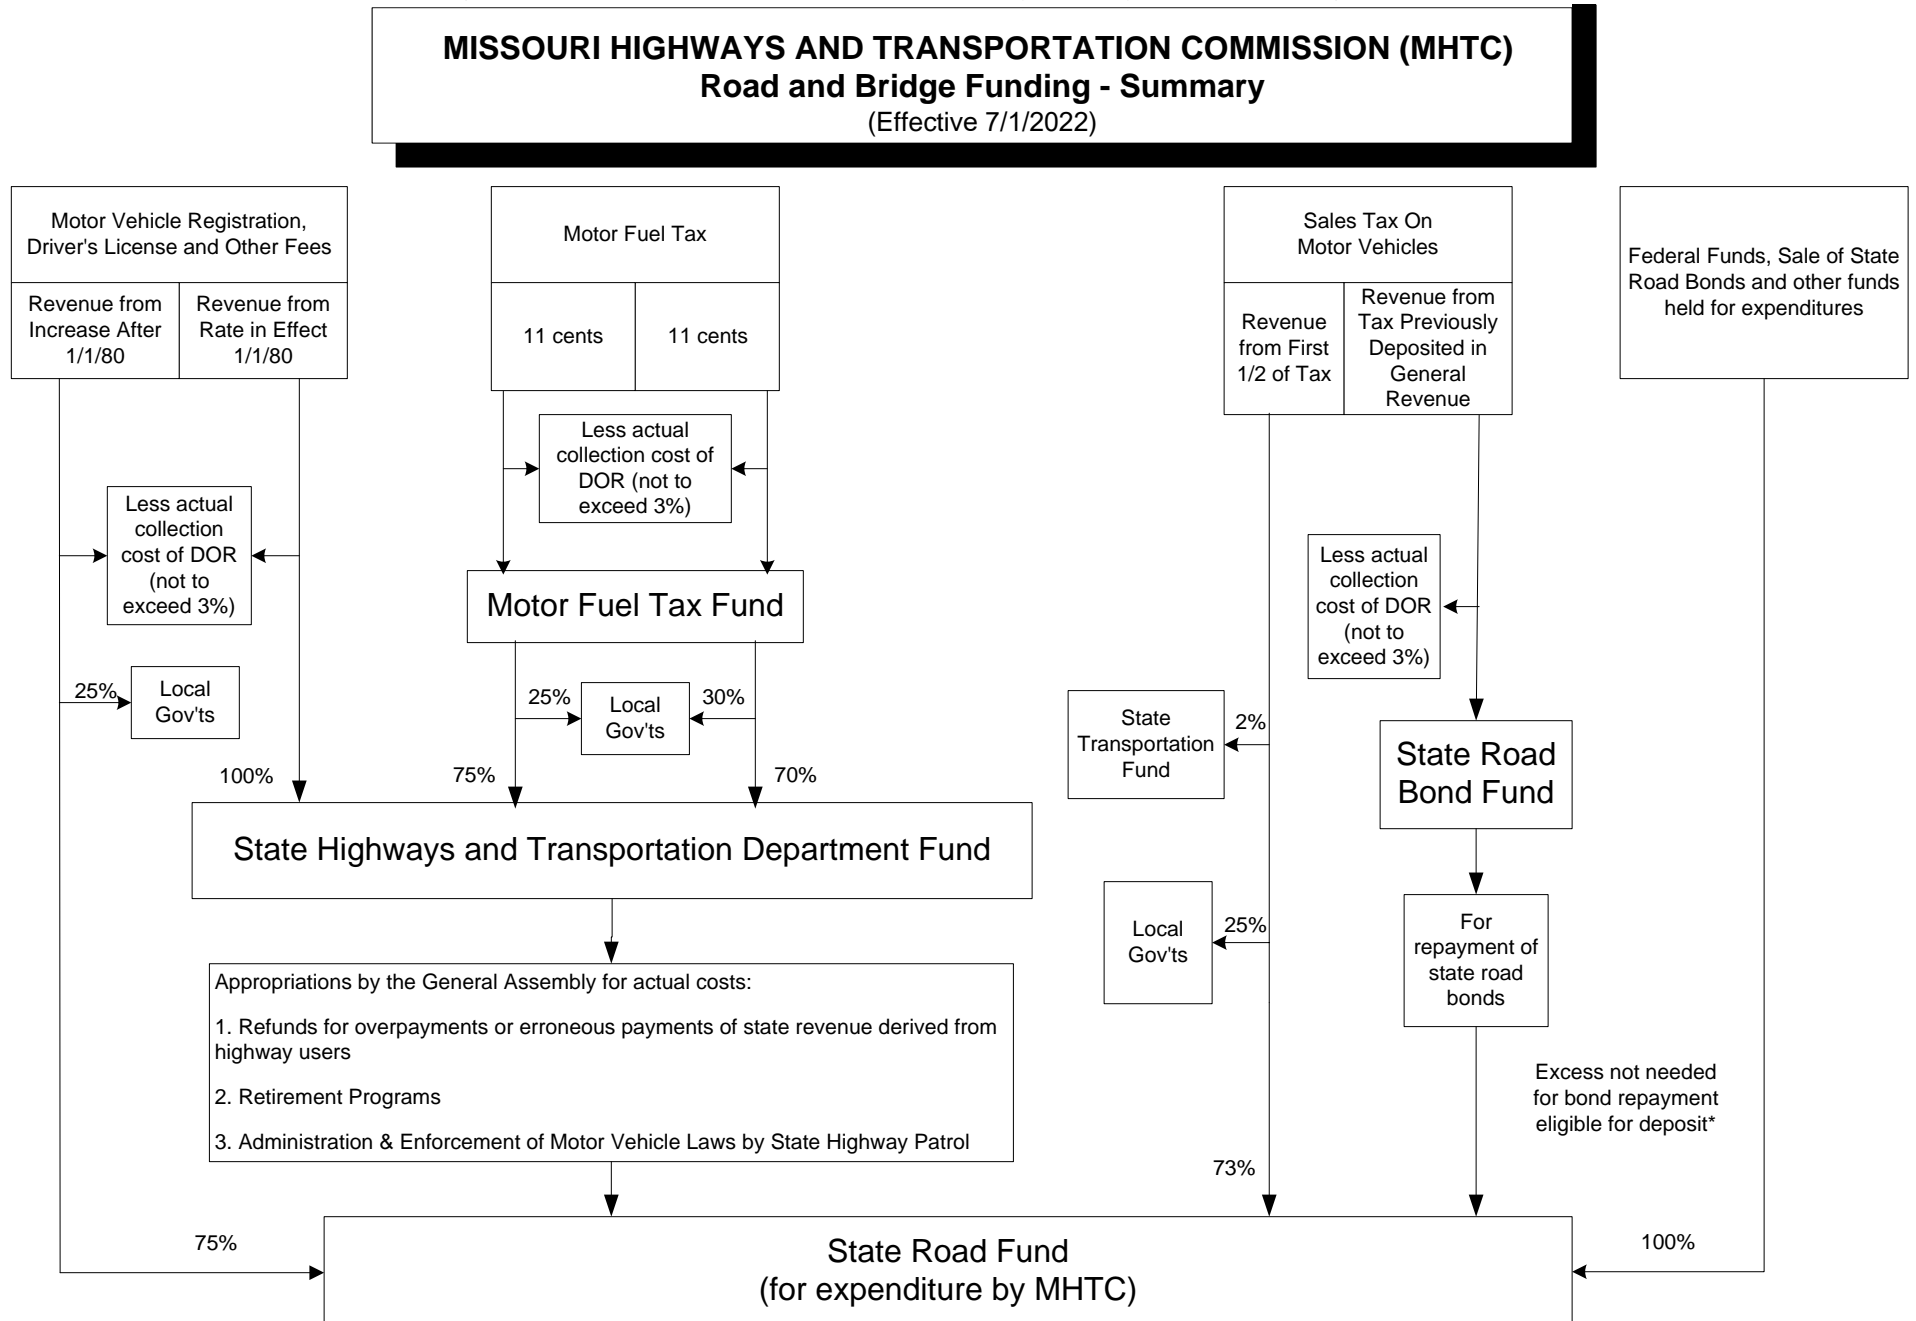 MISSOURI HIGHWAYS AND TRANSPORTATION COMMISSION (MHTC)
Road and Bridge Funding - Summary
(Effective 7/1/2022)
Motor Vehicle Registration,
Driver's License and Other Fees
Revenue from
Increase After
1/1/80
Revenue from
Rate in Effect
1/1/80
Motor Fuel Tax
11 cents
11 cents
Sales Tax On
Motor Vehicles
Revenue
from First
1/2 of Tax
Revenue from
Tax Previously
Deposited in
General
Revenue
Federal Funds, Sale of State
Road Bonds and other funds
held for expenditures
Less actual
collection
cost of DOR
(not to
exceed 3%)
Less actual
collection cost of
DOR (not to
exceed 3%)
Less actual
collection
cost of DOR
(not to
exceed 3%)
Motor Fuel Tax Fund
25%
Local
Gov'ts
25%
Local
Gov'ts
30%
State
Transportation
Fund
2%
State Road
Bond Fund
100%
75%
70%
State Highways and Transportation Department Fund
Local
Gov'ts
25%
For
repayment of
state road
bonds
Appropriations by the General Assembly for actual costs:
1. Refunds for overpayments or erroneous payments of state revenue derived from
highway users
2. Retirement Programs
3. Administration & Enforcement of Motor Vehicle Laws by State Highway Patrol
Excess not needed
for bond repayment
eligible for deposit*
73%
75%
100%
State Road Fund
(for expenditure by MHTC)